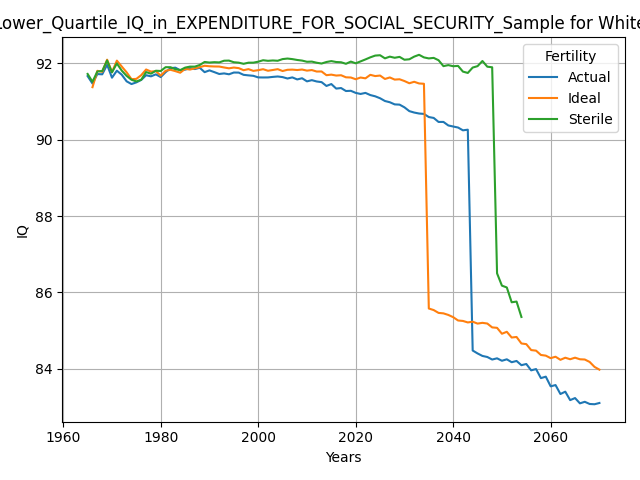 Lower_Quartile_IQ_in_EXPENDITURE_FOR_SOCIAL_SECURITY_Sample for White
Fertility
Actual
Ideal
Sterile
IQ
92
90
88
86
84
1960 1980 2000 2020 2040 2060
Years